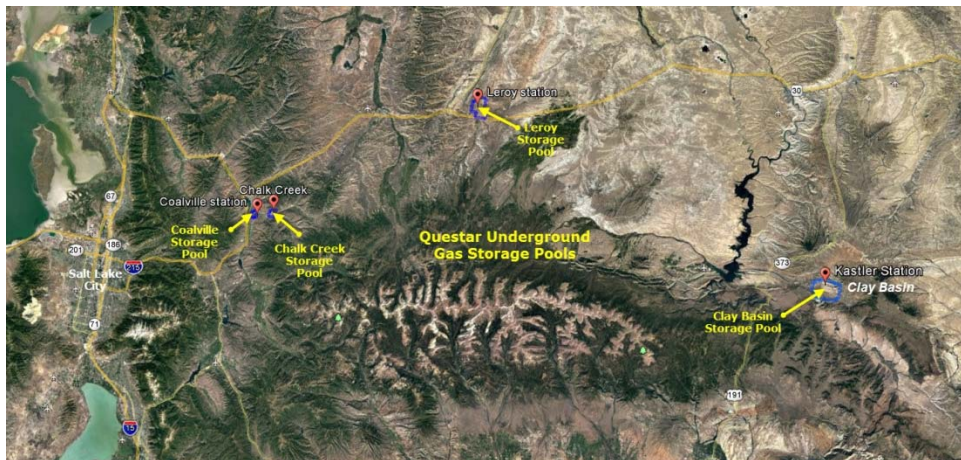 Leroy station
Leroy
Storage
Pool
30
Chalk Creek
Coalville station
Coalville
Storage
Pool
Chalk Creek
Storage
Pool
67
201
186
215
Salt Lake
City
71
15
Questar Underground
Gas Storage Pools
373
Kastler Station
Clay Basin
Clay Basin
Storage Pool
191